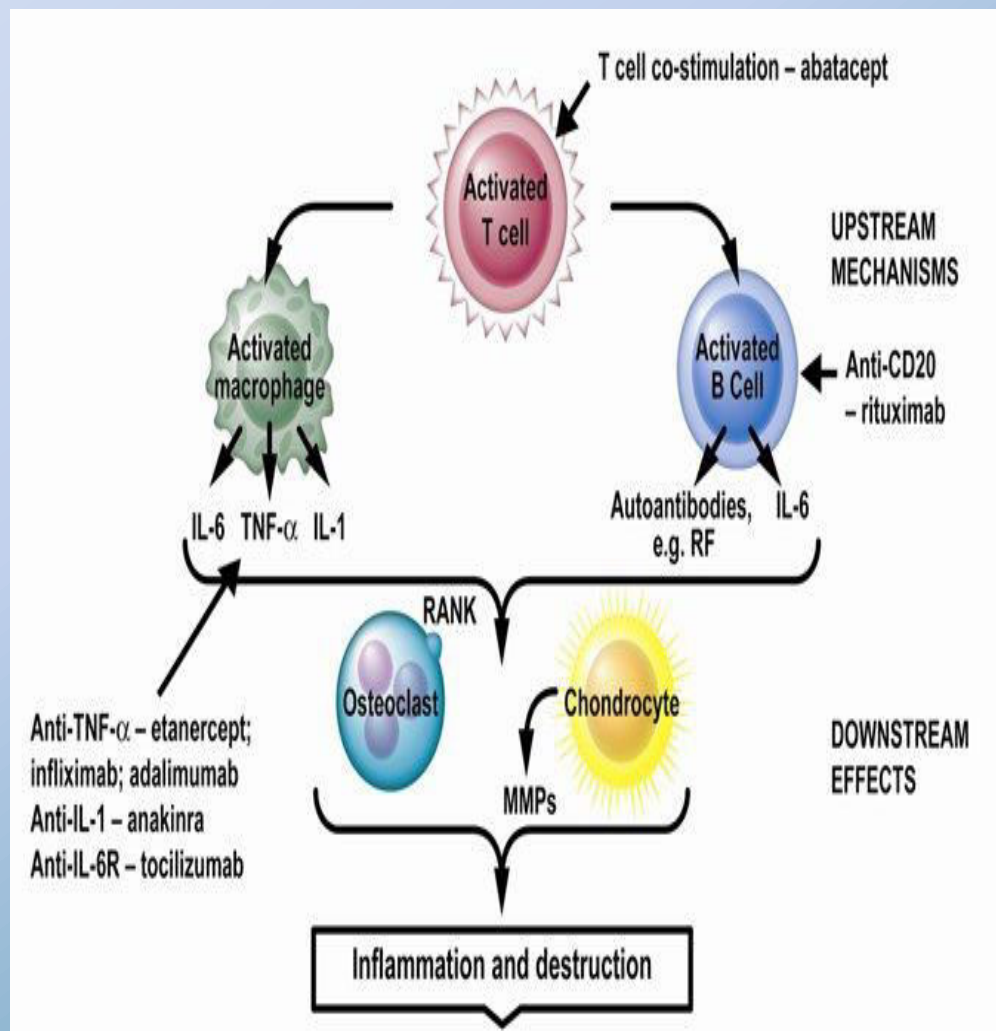 T cell co-stimulation – abatacept
Activated
T cell
UPSTREAM
MECHANISMS
Activated
macrophage
Activated
B Cell
Anti-CD20
– rituximab
IL-6 TNF-α IL-1
Autoantibodies,
e.g. RF
IL-6
RANK
Osteoclast
Chondrocyte
MMPs
Anti-TNF-α – etanercept;
infliximab; adalimumab
Anti-IL-1 – anakinra
Anti-IL-6R – tocilizumab
DOWNSTREAM
EFFECTS
Inflammation and destruction